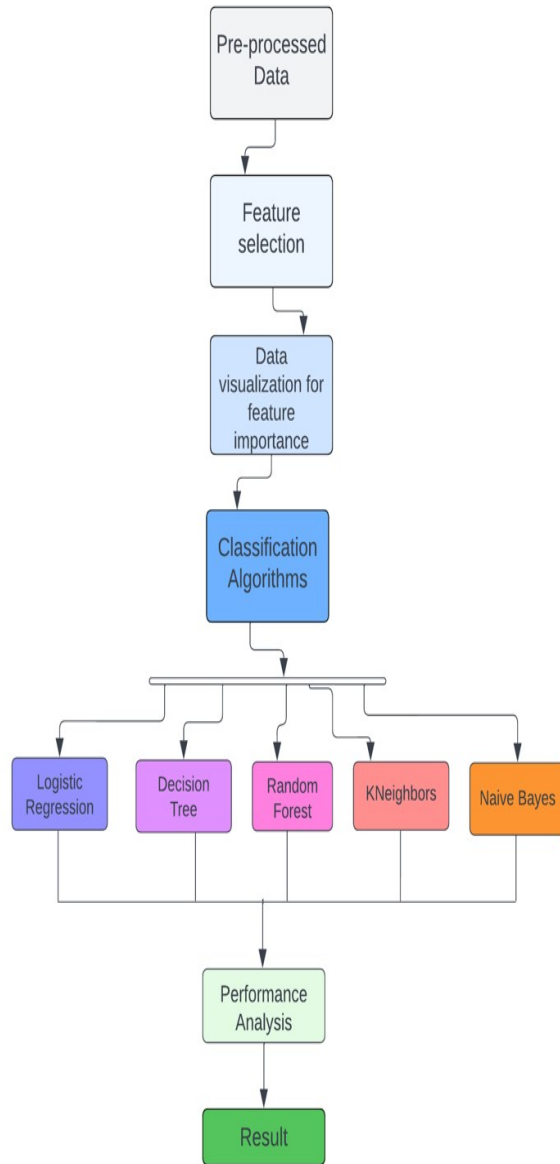 Pre-processed
Data
Feature
selection
Data
visualization for
feature
importance
Classification
Algorithms
Logistic
Regression
Decision
Tree
Random
Forest
KNeighbors
Naive Bayes
Performance
Analysis
Result